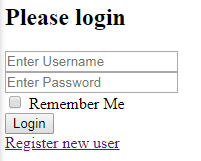 Please login
Enter Username
Enter Password
Remember Me
Login
Register new user